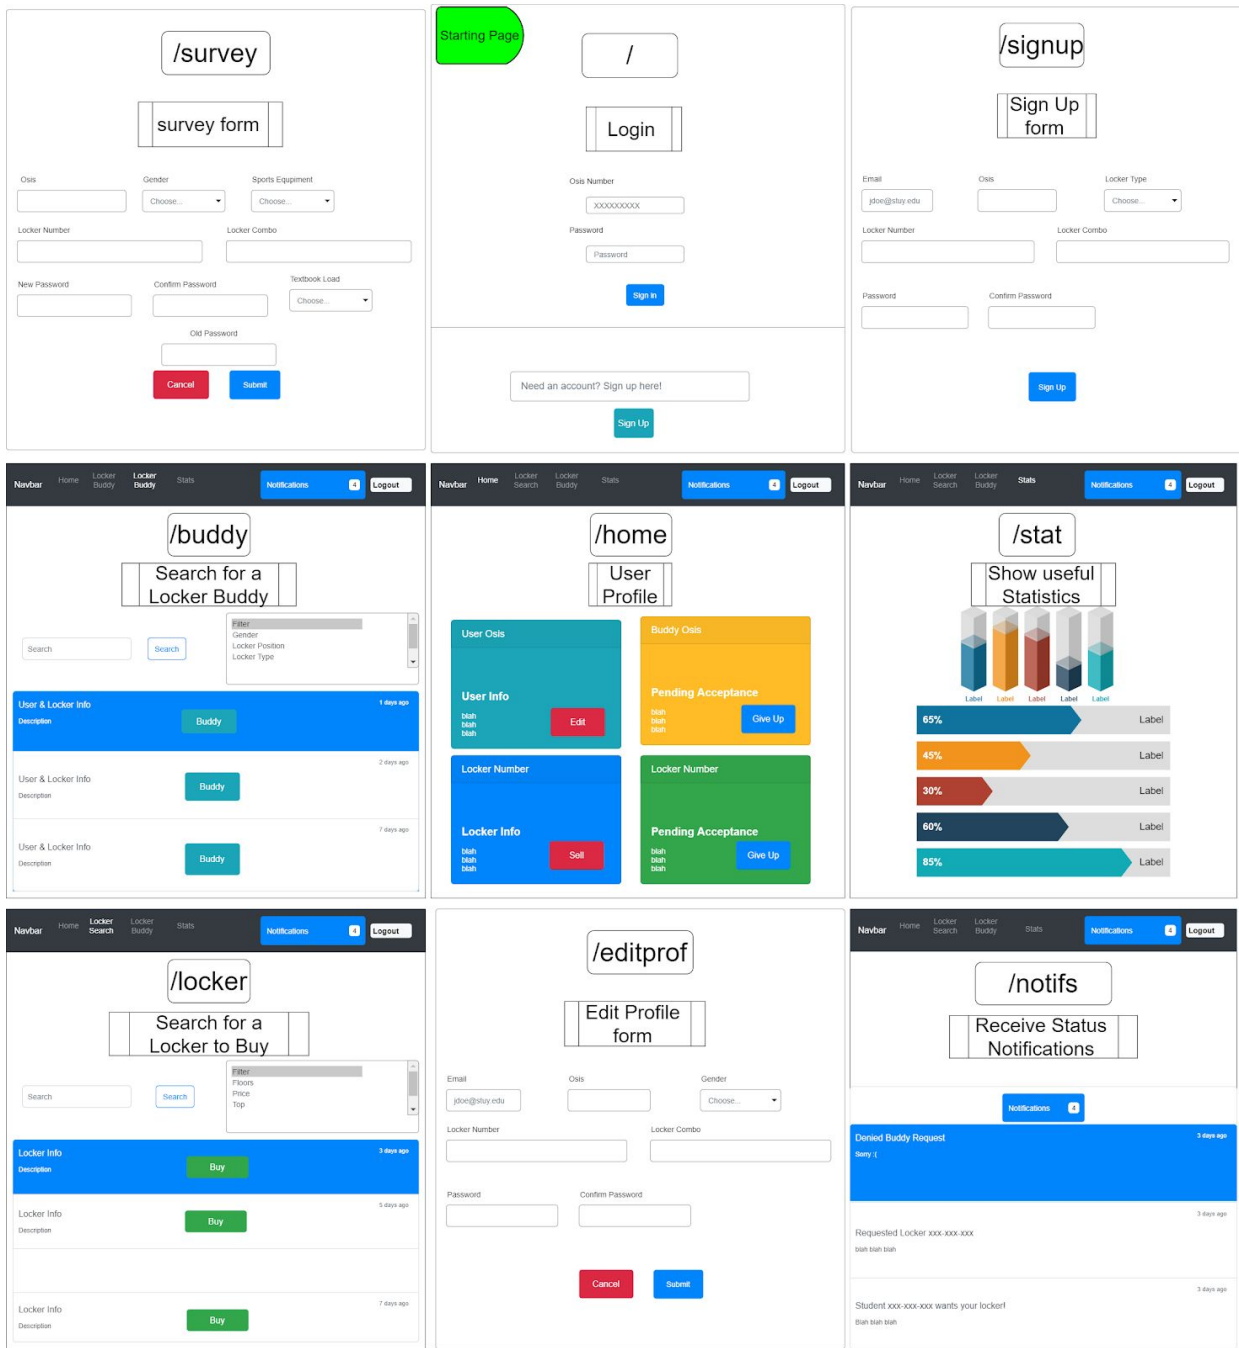 /survey
survey form
Osis
Gender
Sports Equpiment
Choose...
Choose...
Locker Number
Locker Combo
New Password
Confirm Password
Textbook Load
Choose...
Old Password
Cancel
Submit
Starting Page
/
Login
Osis Number
XXXXXXXXX
Password
Password
Sign in
Need an account? Sign up here!
Sign Up
/signup
Sign Up
form
Email
Osis
Locker Type
jdoe@stuy.edu
Choose...
Locker Number
Locker Combo
Password
Confirm Password
Sign Up
Navbar
Home
Locker
Buddy
Locker
Buddy
Stats
Notifications
4
Logout
/buddy
Search for a
Locker Buddy
Search
Search
Filter
Gender
Locker Position
Locker Type
User & Locker Info
1 days ago
Description
Buddy
2 days ago
User & Locker Info
Description
Buddy
7 days ago
User & Locker Info
Description
Buddy
Navbar
Home
Locker
Search
Locker
Buddy
Stats
Notifications
4
Logout
/home
User
Profile
User Osis
User Info
blah
blah
blah
Edit
Buddy Osis
Pending Acceptance
blah
blah
blah
Give Up
Locker Number
Locker Info
blah
blah
blah
Sell
Locker Number
Pending Acceptance
blah
blah
blah
Give Up
Navbar
Home
Locker
Search
Locker
Buddy
Stats
Notifications
4
Logout
/stat
Show useful
Statistics
Label
Label
Label
Label
Label
65% Label
45% Label
30% Label
60% Label
85% Label
Navbar
Home
Locker
Search
Locker
Buddy
Stats
Notifications
4
Logout
/locker
Search for a
Locker to Buy
Search
Search
Filter
Floors
Price
Top
Locker Info
3 days ago
Description
Buy
5 days ago
Locker Info
Description
Buy
7 days ago
Locker Info
Description
Buy
/editprof
Edit Profile
form
Email
Osis
Gender
jdoe@stuy.edu
Choose...
Locker Number
Locker Combo
Password
Confirm Password
Cancel
Submit
Navbar
Home
Locker
Search
Locker
Buddy
Stats
Notifications
4
Logout
/notifs
Receive Status
Notifications
Notifications
4
Denied Buddy Request
3 days ago
Sorry :(
3 days ago
Requested Locker xxx-xxx-xxx
blah blah blah
3 days ago
Student xxx-xxx-xxx wants your locker!
Blah blah blah